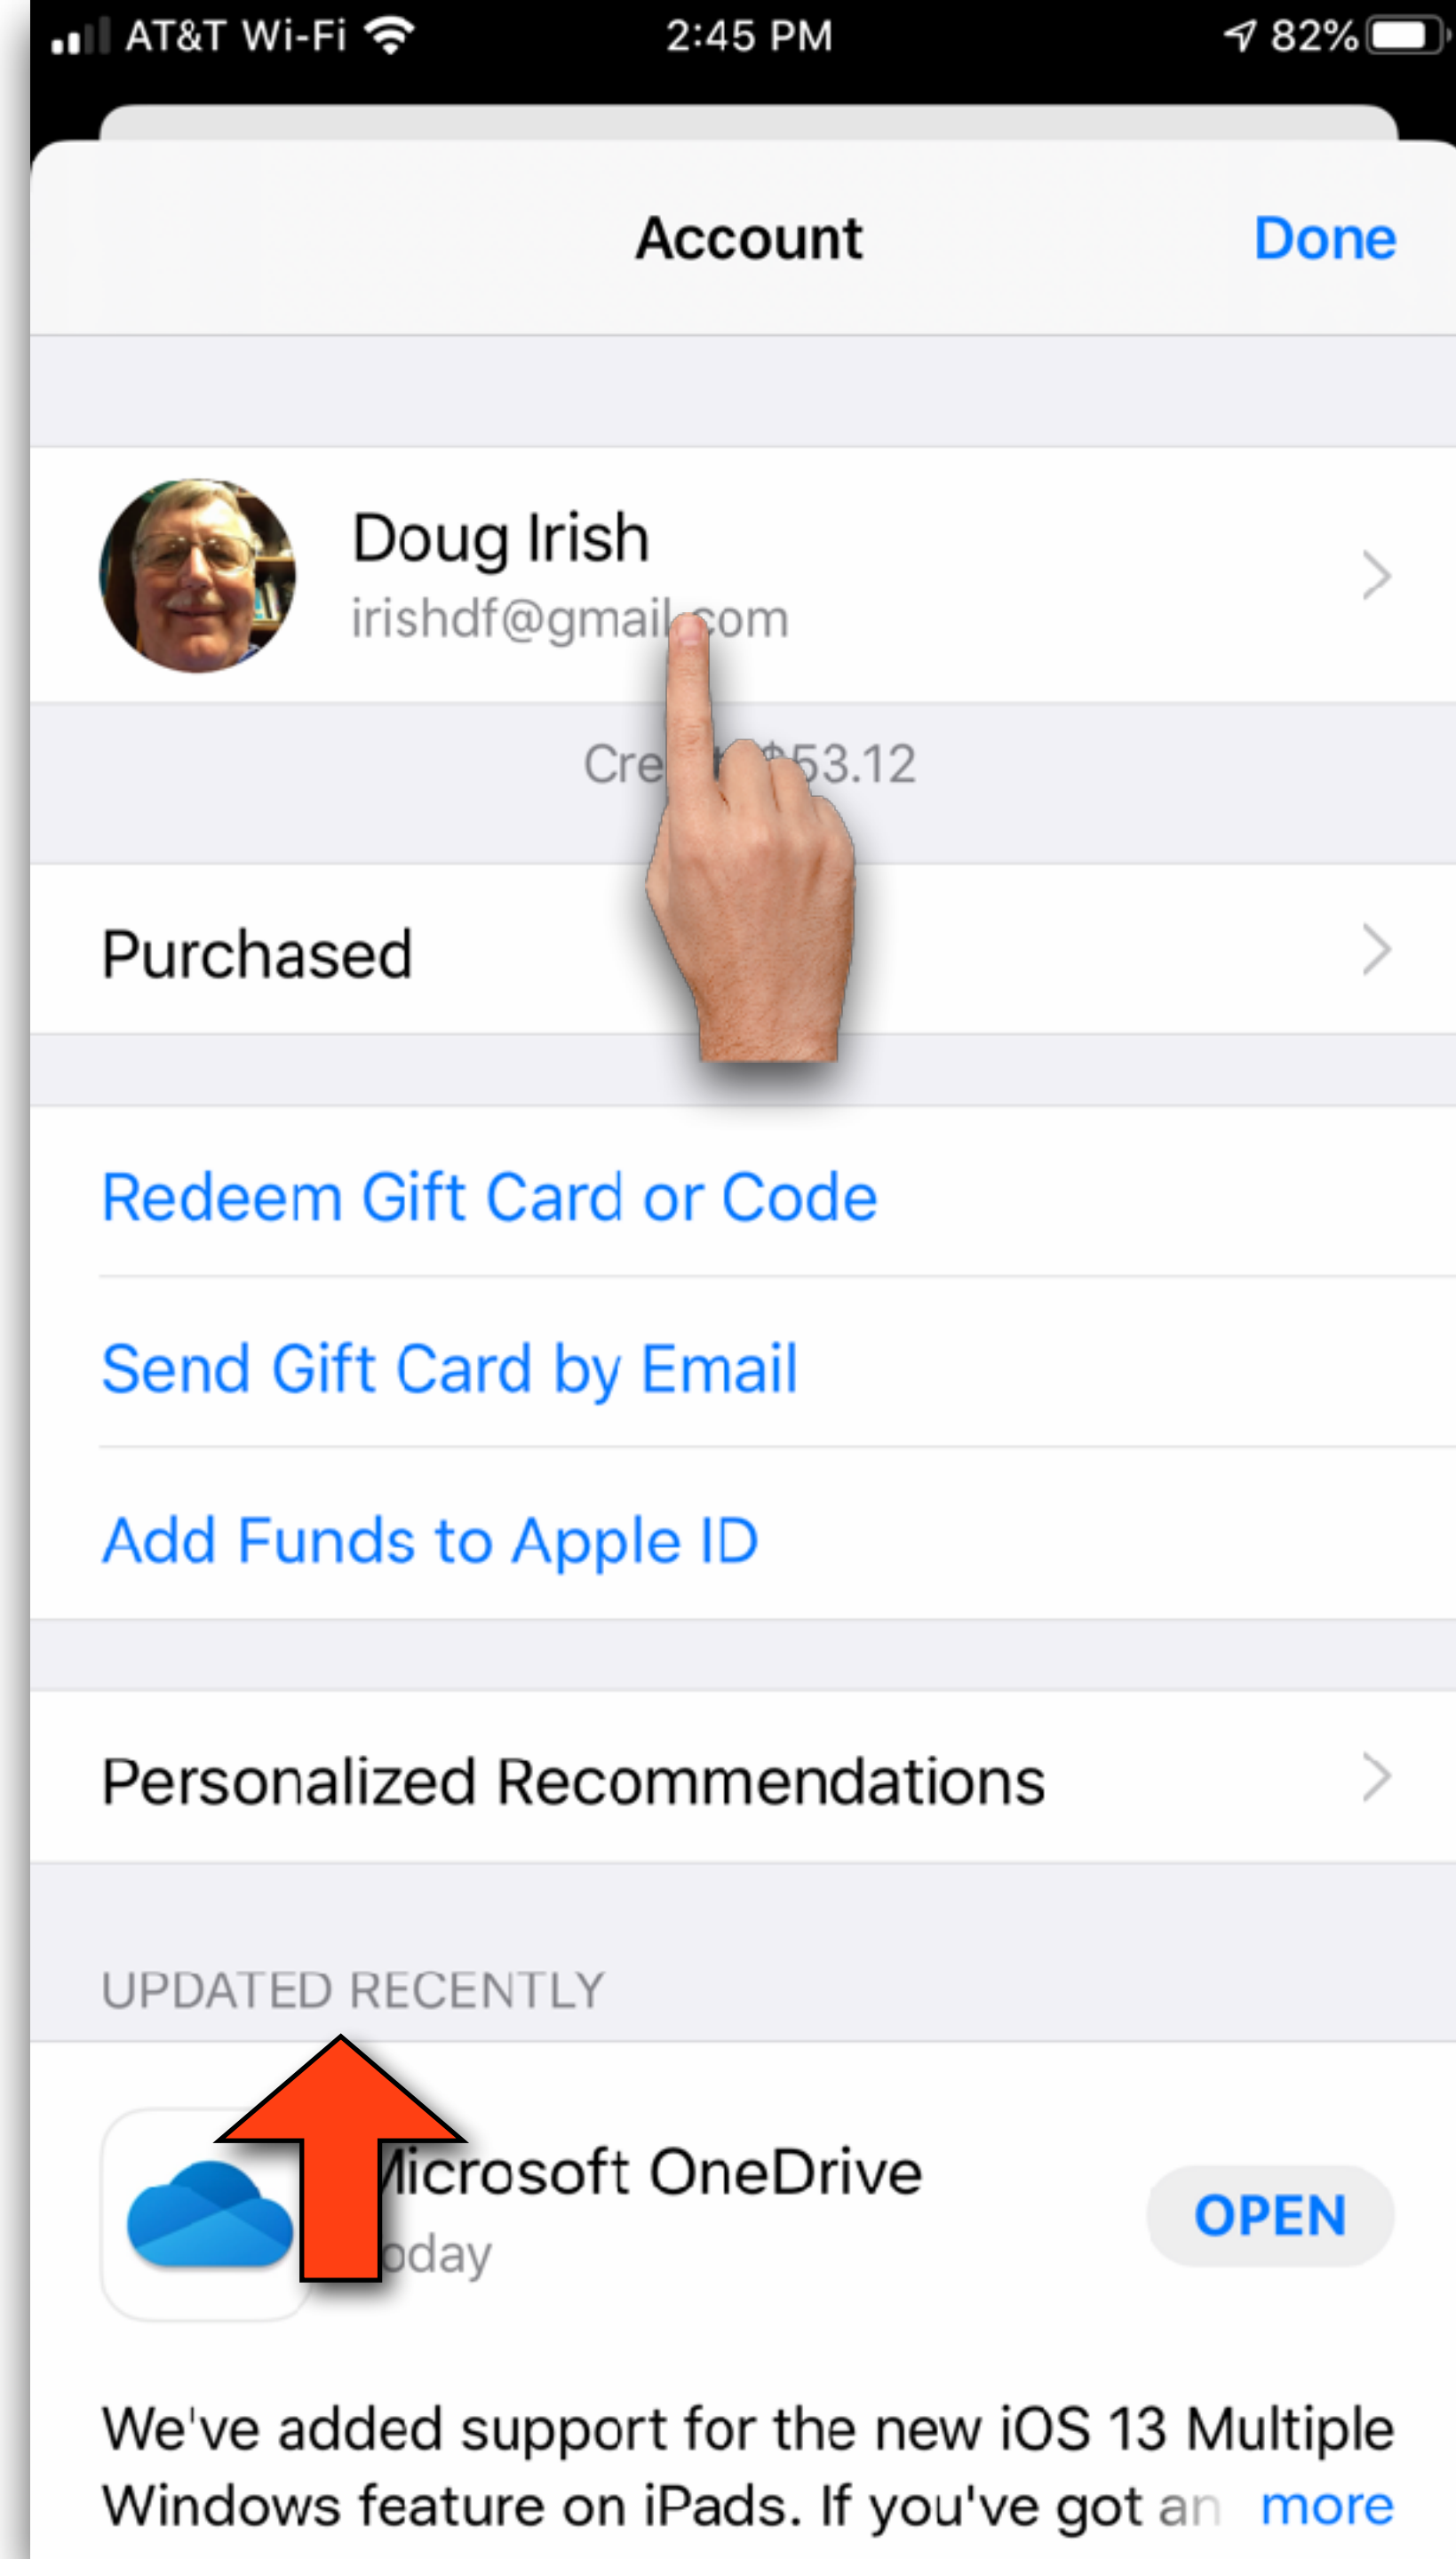 AT&T Wi-Fi 2:45 PM 82%
Account Done
Doug Irish
irishdf@gmail.com
$53.12
Purchased
Redeem Gift Card or Code
Send Gift Card by Email
Add Funds to Apple ID
Personalized Recommendations
UPDATED RECENTLY
Microsoft OneDrive OPEN
We've added support for the new iOS 13 Multiple
Windows feature on iPads. If you've got an more